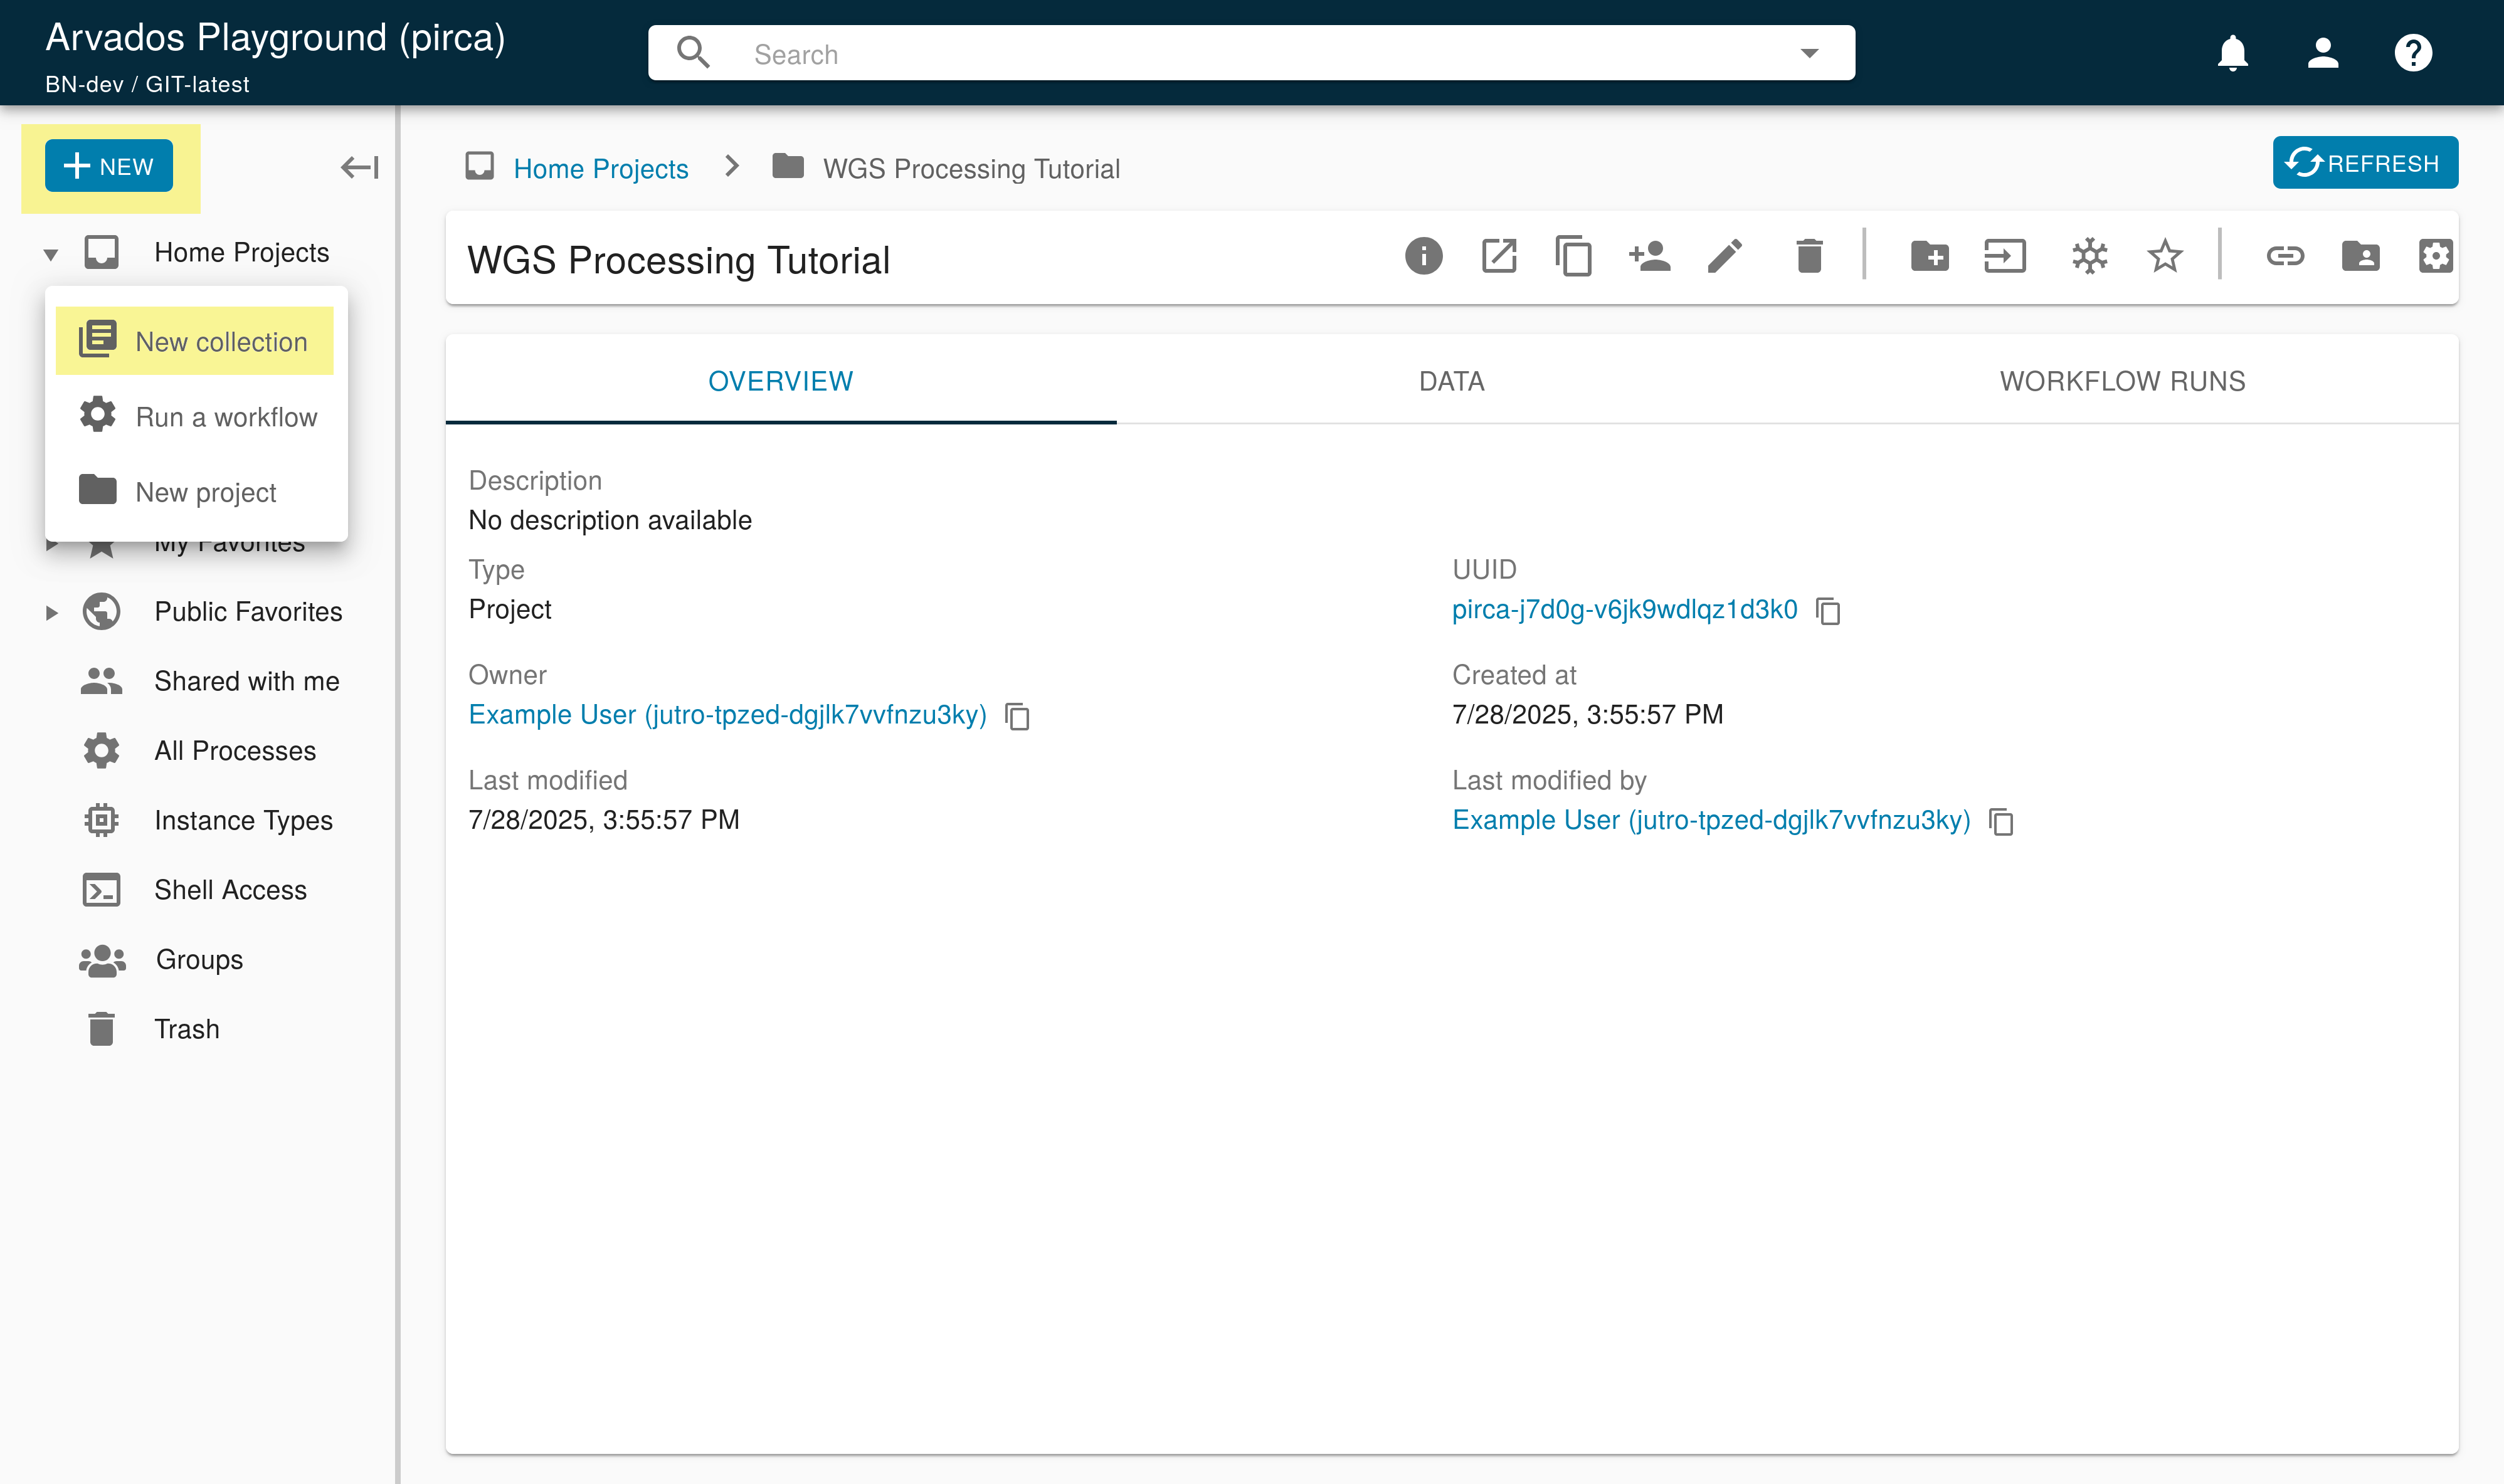 Arvados Playground (pirca)
BN-dev / GIT-latest
Search
NEW
Home Projects
New collection
Run a workflow
New project
My Favorites
Public Favorites
Shared with me
All Processes
Instance Types
Shell Access
Groups
Trash
Home Projects
WGS Processing Tutorial
REFRESH
WGS Processing Tutorial
OVERVIEW
DATA
WORKFLOW RUNS
Description
No description available
Type
Project
UUID
pirca-j7d0g-v6jk9wdlqz1d3k0
Owner
Example User (jutro-tpzed-dgjlk7vvfnzu3ky)
Created at
7/28/2025, 3:55:57 PM
Last modified
7/28/2025, 3:55:57 PM
Last modified by
Example User (jutro-tpzed-dgjlk7vvfnzu3ky)